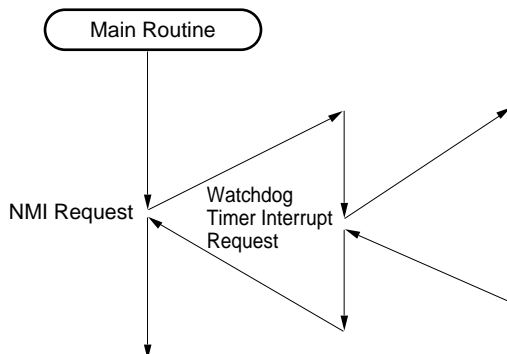 Main Routine
NMI Request
Watchdog
Timer Interrupt
Request